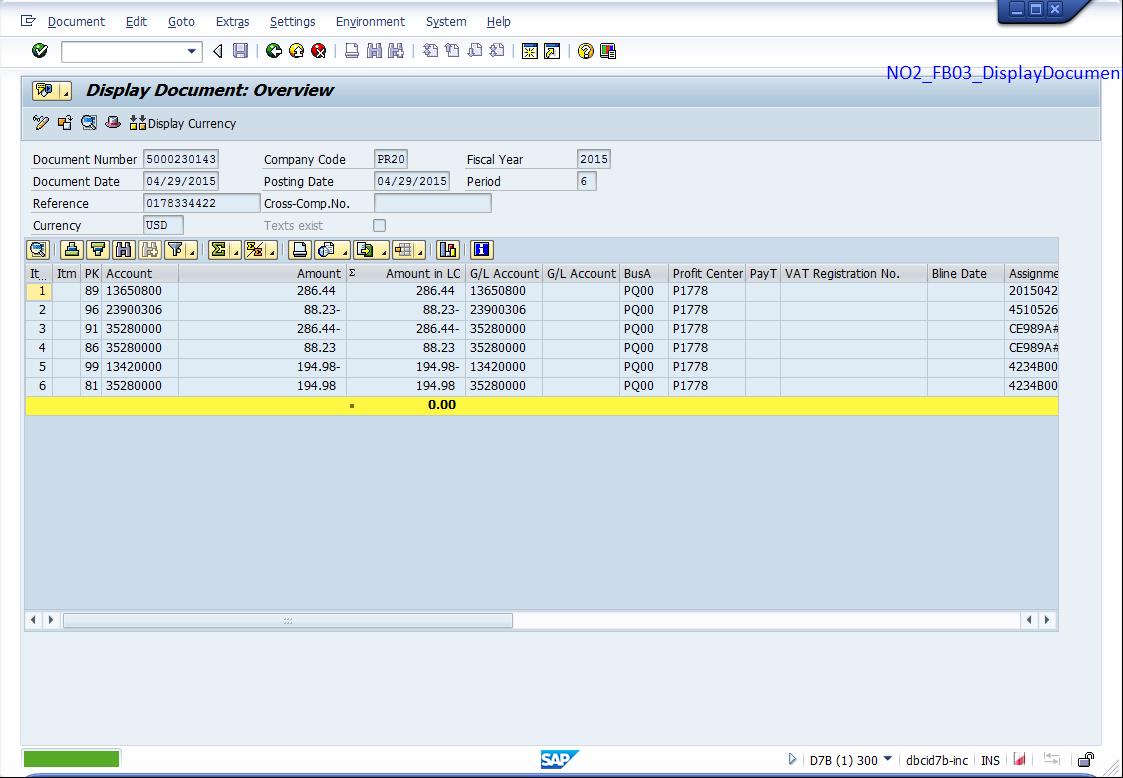 Document Edit Goto Extras Settings Environment System Help
NO2_FB03_DisplayDocumen
Display Document: Overview
Display Currency
Document Number 5000230143 Company Code PR20 Fiscal Year 2015
Document Date 04/29/2015 Posting Date 04/29/2015 Period 6
Reference 0178334422 Cross-Comp.No.
Currency USD Texts exist
It.. Itm PK Account Amount Σ Amount in LC G/L Account G/L Account BusA Profit Center PayT VAT Registration No. Bline Date Assignme
1 89 13650800 286.44 286.44 13650800 PQ00 P1778 2015042
2 96 23900306 88.23- 88.23- 23900306 PQ00 P1778 4510526
3 91 35280000 286.44- 286.44- 35280000 PQ00 P1778 CE989A#
4 86 35280000 88.23 88.23 35280000 PQ00 P1778 CE989A#
5 99 13420000 194.98- 194.98- 13420000 PQ00 P1778 4234B00
6 81 35280000 194.98 194.98 35280000 PQ00 P1778 4234B00
0.00
SAP D7B (1) 300 dbcid7b-inc INS